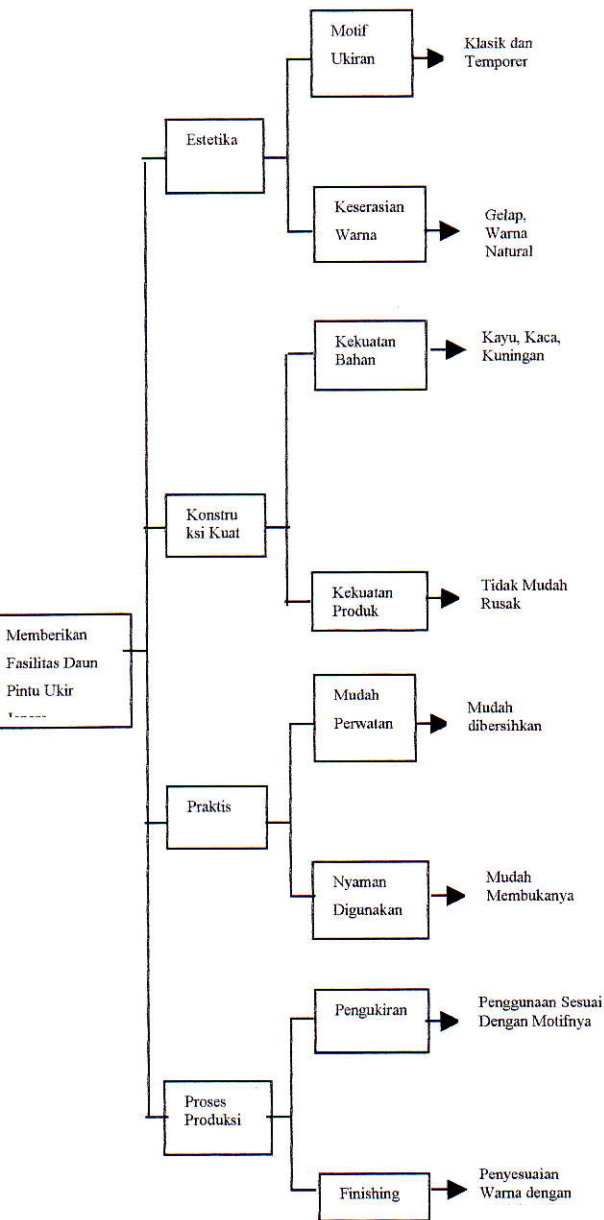 Motif
Ukiran
Klasik dan
Temporer
Estetika
Keserasian
Warna
Gelap,
Warna
Natural
Kekuatan
Bahan
Kayu, Kaca,
Kuningan
Konstru
ksi Kuat
Kekuatan
Produk
Tidak Mudah
Rusak
Memberikan
Fasilitas Daun
Pintu Ukir
Mudah
Perwatan
Mudah
dibersihkan
Praktis
Nyaman
Digunakan
Mudah
Membukanya
Pengukiran
Penggunaan Sesuai
Dengan Motifnya
Proses
Produksi
Finishing
Penyesuaian
Warna dengan